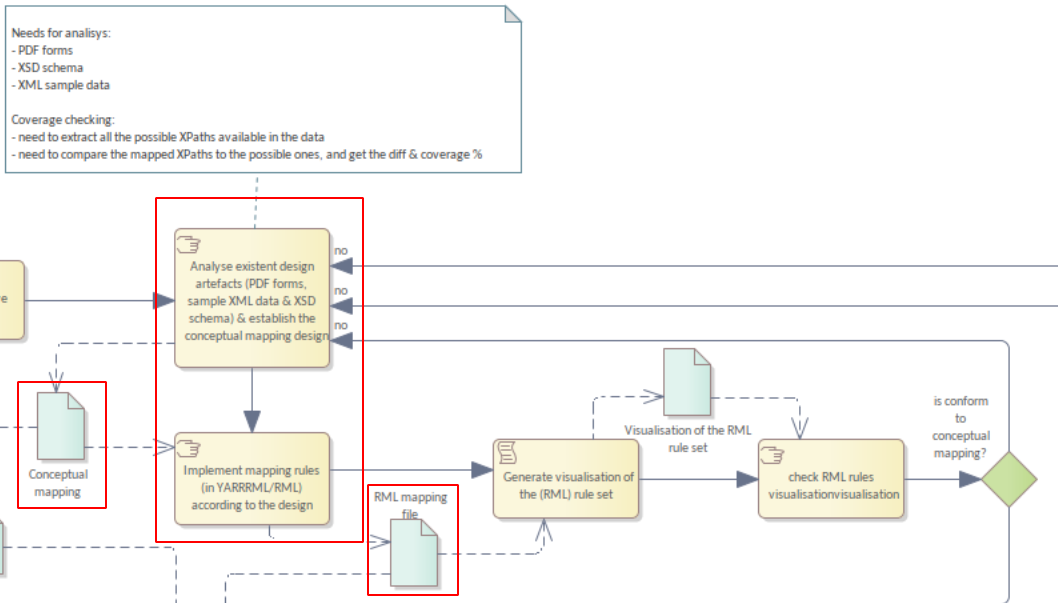 Needs for analisys:
- PDF forms
- XSD schema
- XML sample data
Coverage checking:
- need to extract all the possible XPaths available in the data
- need to compare the mapped XPaths to the possible ones, and get the diff & coverage %
Analyse existent design
artefacts (PDF forms,
sample XML data & XSD
schema) & establish the
conceptual mapping design
no
no
no
Conceptual
mapping
Implement mapping rules
(in YARRRML/RML)
according to the design
RML mapping
file
Generate visualisation of
the (RML) rule set
Visualisation of the RML
rule set
check RML rules
visualisationvisualisation
is conform
to
conceptual
mapping?